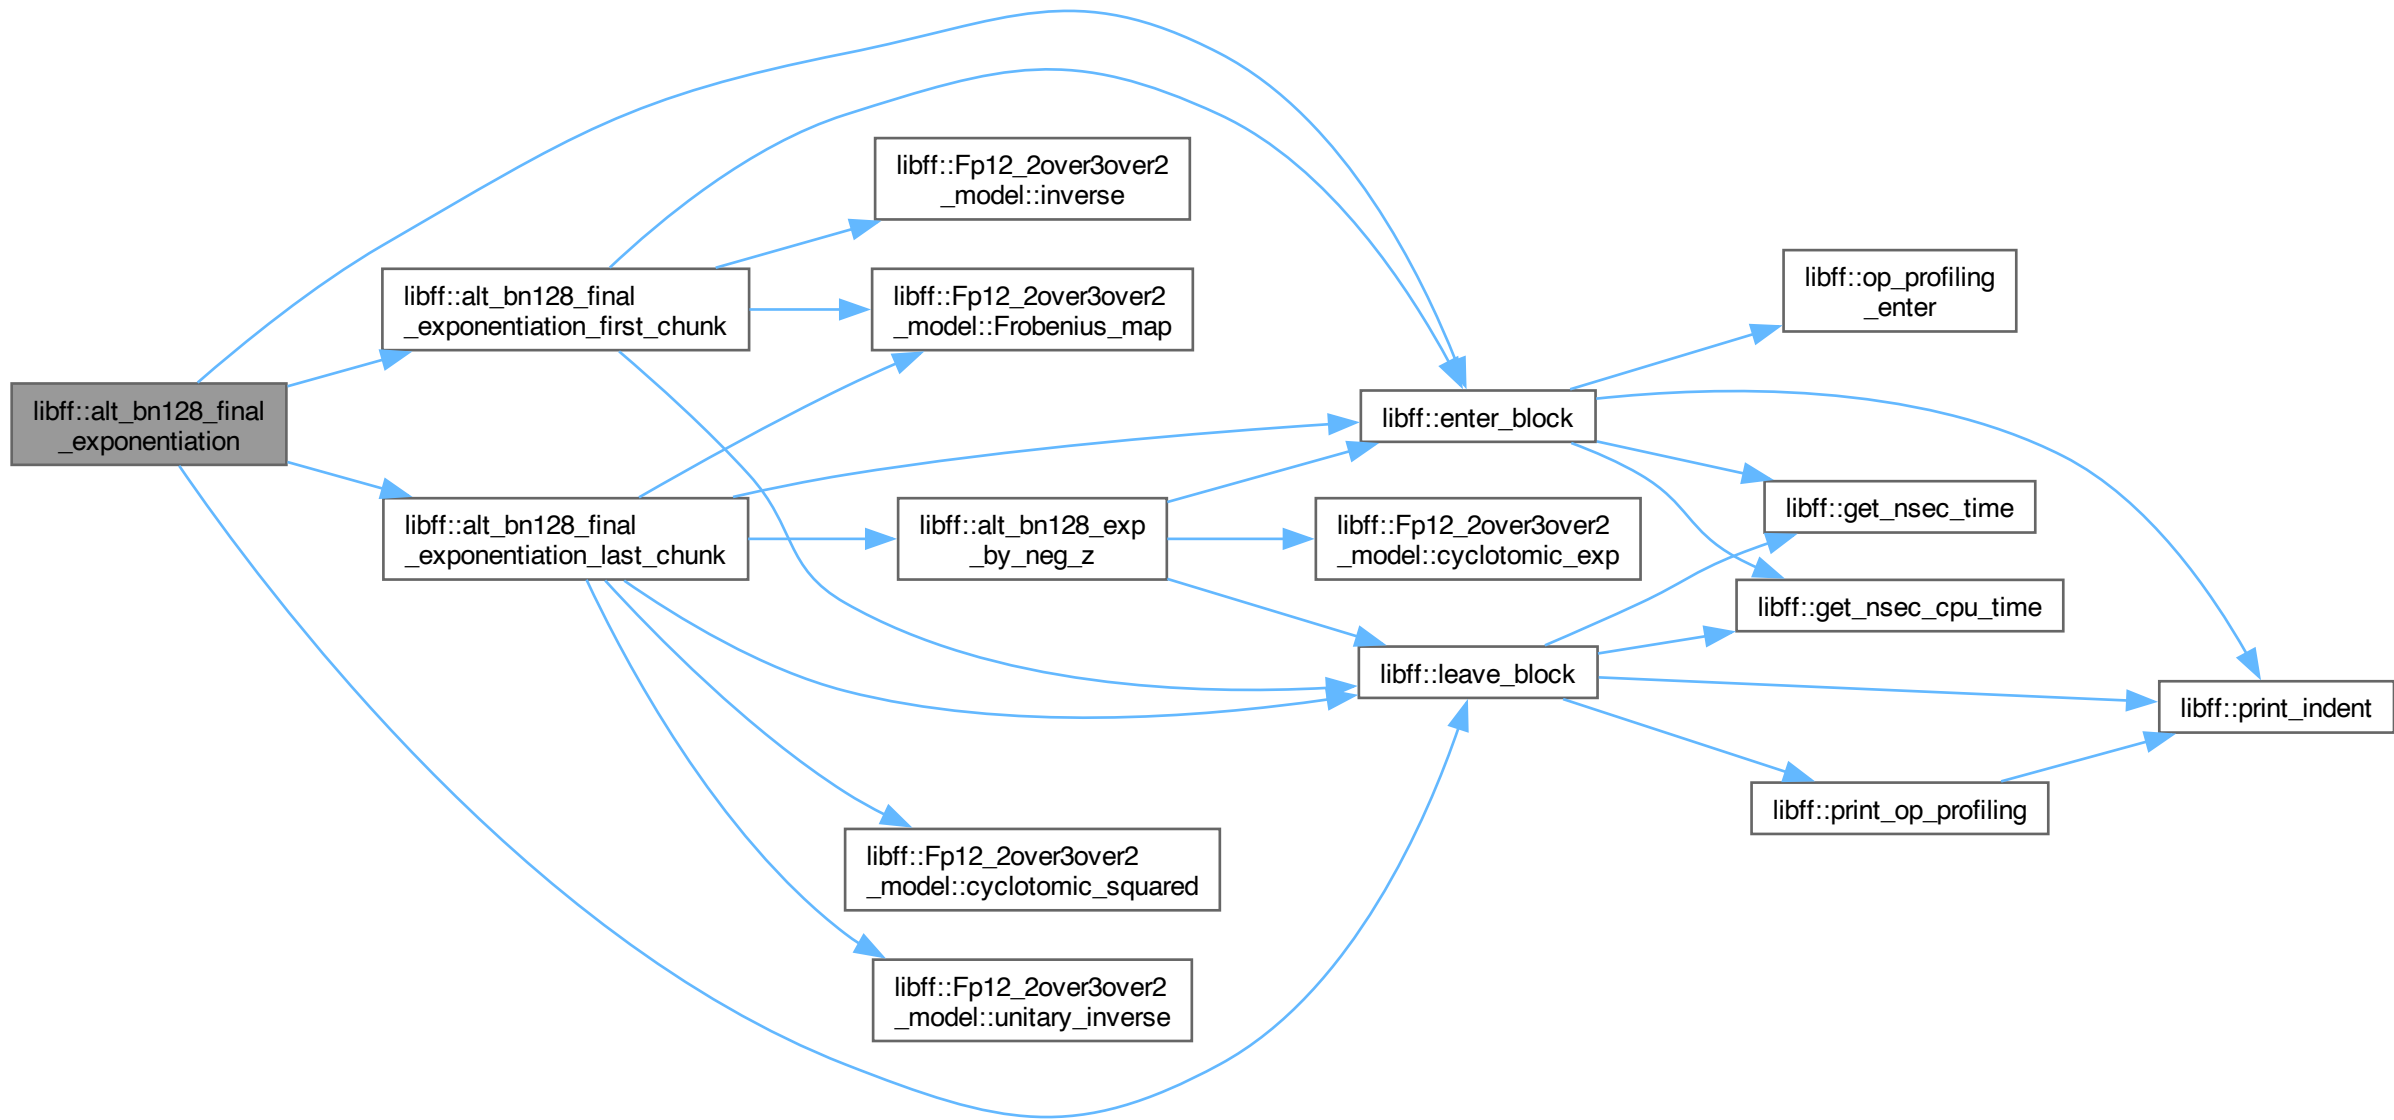 libff::alt_bn128_final
_exponentiation
libff::alt_bn128_final
_exponentiation_first_chunk
libff::alt_bn128_final
_exponentiation_last_chunk
libff::Fp12_2over3over2
_model::inverse
libff::Fp12_2over3over2
_model::Frobenius_map
libff::alt_bn128_exp
_by_neg_z
libff::Fp12_2over3over2
_model::cyclotomic_squared
libff::Fp12_2over3over2
_model::unitary_inverse
libff::enter_block
libff::Fp12_2over3over2
_model::cyclotomic_exp
libff::leave_block
libff::op_profiling
_enter
libff::get_nsec_time
libff::get_nsec_cpu_time
libff::print_op_profiling
libff::print_indent